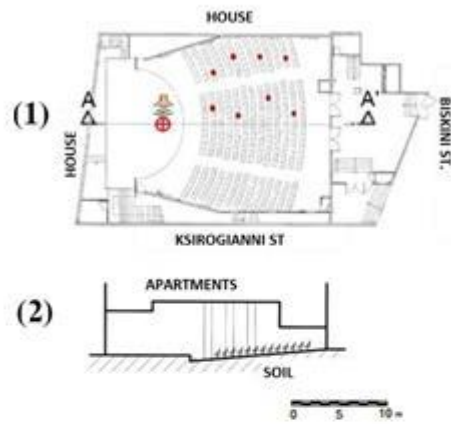 HOUSE
(1)
A
A'
HOUSE
BISKINI ST.
KSIROGIANNI ST
APARTMENTS
(2)
SOIL
0 5 10 m